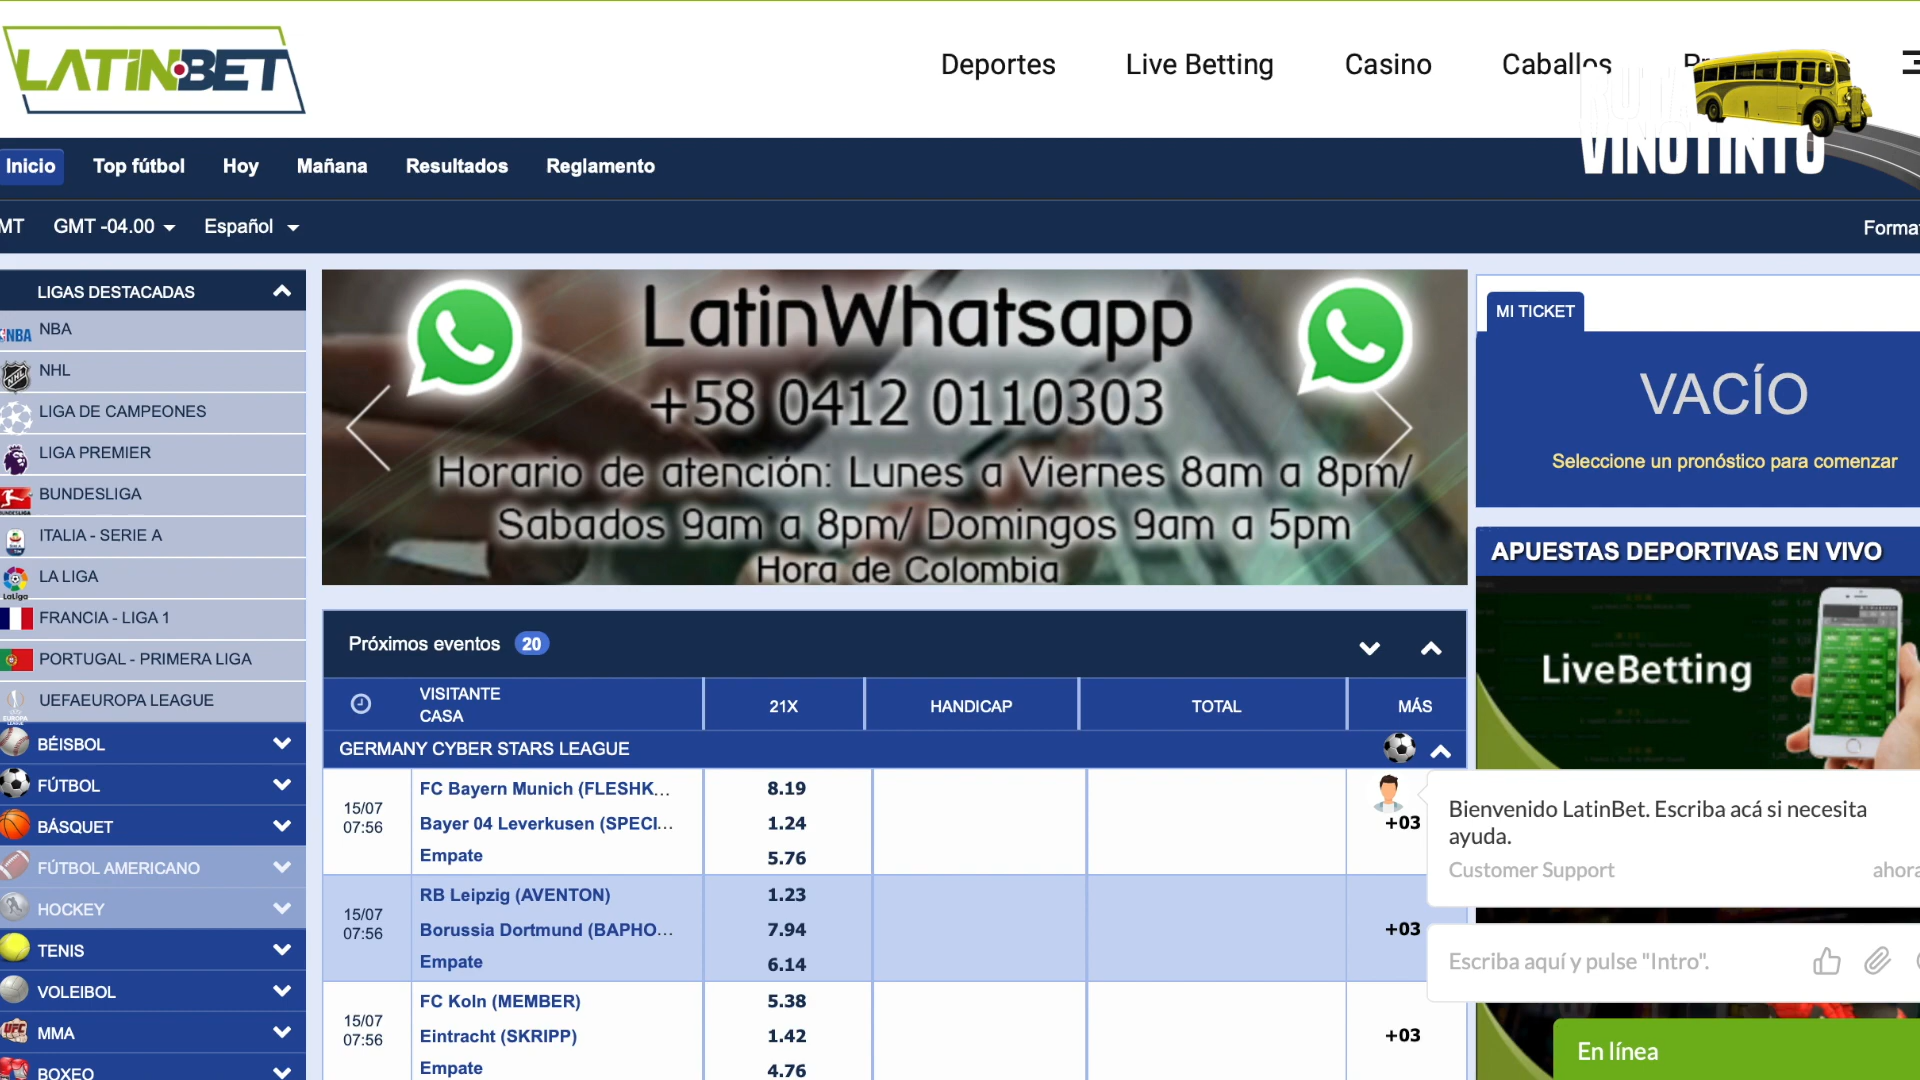 LATINBET
Deportes
Live Betting
Casino
Caballos
VINOTINTO
Inicio
Top fútbol
Hoy
Mañana
Resultados
Reglamento
MT
GMT -04.00
Español
Forma
LIGAS DESTACADAS
NBA
NHL
LIGA DE CAMPEONES
LIGA PREMIER
BUNDESLIGA
ITALIA - SERIE A
LA LIGA
FRANCIA - LIGA 1
PORTUGAL - PRIMERA LIGA
UEFAEUROPA LEAGUE
BÉISBOL
FÚTBOL
BÁSQUET
FÚTBOL AMERICANO
HOCKEY
TENIS
VOLEIBOL
MMA
BOXEO
LatinWhatsapp
+58 0412 0110303
Horario de atención: Lunes a Viernes 8am a 8pm/
Sabados 9am a 8pm/ Domingos 9am a 5pm
Hora de Colombia
Próximos eventos 20
VISITANTE
CASA
21X
HANDICAP
TOTAL
MÁS
GERMANY CYBER STARS LEAGUE
15/07
07:56
FC Bayern Munich (FLESHK... 8.19
Bayer 04 Leverkusen (SPECI... 1.24
Empate 5.76
+03
15/07
07:56
RB Leipzig (AVENTON) 1.23
Borussia Dortmund (BAPHO... 7.94
Empate 6.14
+03
15/07
07:56
FC Koln (MEMBER) 5.38
Eintracht (SKRIPP) 1.42
Empate 4.76
+03
MI TICKET
VACÍO
Seleccione un pronóstico para comenzar
APUESTAS DEPORTIVAS EN VIVO
LiveBetting
Bienvenido LatinBet. Escriba acá si necesita
ayuda.
Customer Support
ahora
Escriba aquí y pulse "Intro".
En línea